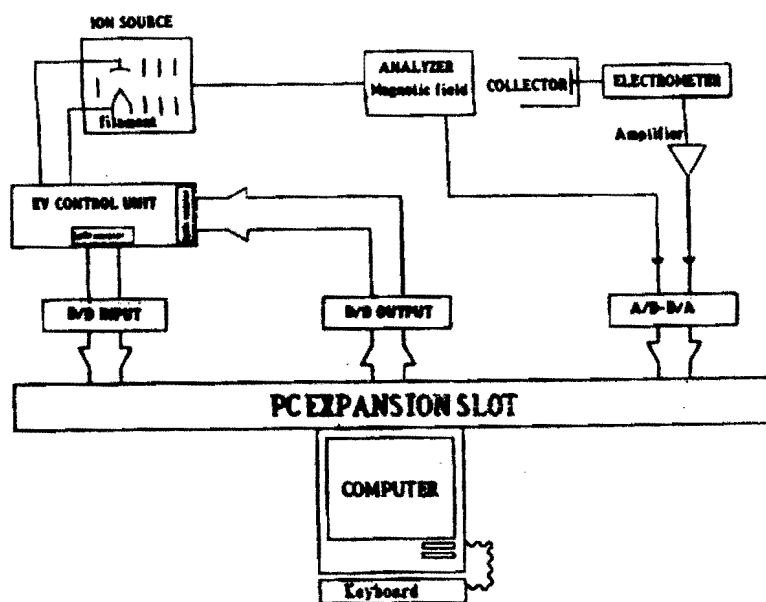 ION SOURCE
filament
ANALYZER
Magnetic field
COLLECTOR
ELECTROMETER
Amplifier
EV CONTROL UNIT
D/D INPUT
D/D OUTPUT
A/D-D/A
PC EXPANSION SLOT
COMPUTER
Keyboard